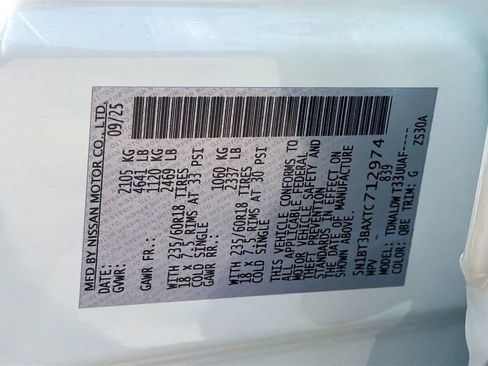 MFD BY NISSAN MOTOR CO., LTD.
DATE: 09/25
GVWR: 2105 KG
4641 LB
GAWR FR.: 1120 KG
2469 LB
WITH 235/60R18 TIRES
18 x 7.5 RIMS AT 33 PSI
COLD SINGLE
GAWR RR.: 1060 KG
2337 LB
WITH 235/60R18 TIRES
18 x 7.5 RIMS AT 30 PSI
COLD SINGLE
THIS VEHICLE CONFORMS TO
ALL APPLICABLE FEDERAL
MOTOR VEHICLE SAFETY AND
THEFT PREVENTION
STANDARDS IN EFFECT ON
THE DATE OF MANUFACTURE
SHOWN ABOVE.
5N1BT3BAXTC712974
MPV - 839
MODEL: TDNALDWT33UUAF-----
COLOR: QBE TRIM: G ZS30A